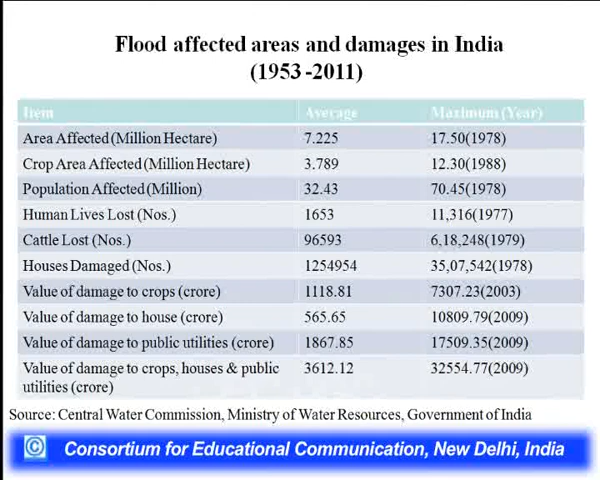 Flood affected areas and damages in India
(1953 -2011)
Item Average Maximum (Year)
Area Affected (Million Hectare) 7.225 17.50(1978)
Crop Area Affected (Million Hectare) 3.789 12.30(1988)
Population Affected (Million) 32.43 70.45(1978)
Human Lives Lost (Nos.) 1653 11,316(1977)
Cattle Lost (Nos.) 96593 6,18,248(1979)
Houses Damaged (Nos.) 1254954 35,07,542(1978)
Value of damage to crops (crore) 1118.81 7307.23(2003)
Value of damage to house (crore) 565.65 10809.79(2009)
Value of damage to public utilities (crore) 1867.85 17509.35(2009)
Value of damage to crops, houses & public 3612.12 32554.77(2009)
utilities (crore)
Source: Central Water Commission, Ministry of Water Resources, Government of India
© Consortium for Educational Communication, New Delhi, India